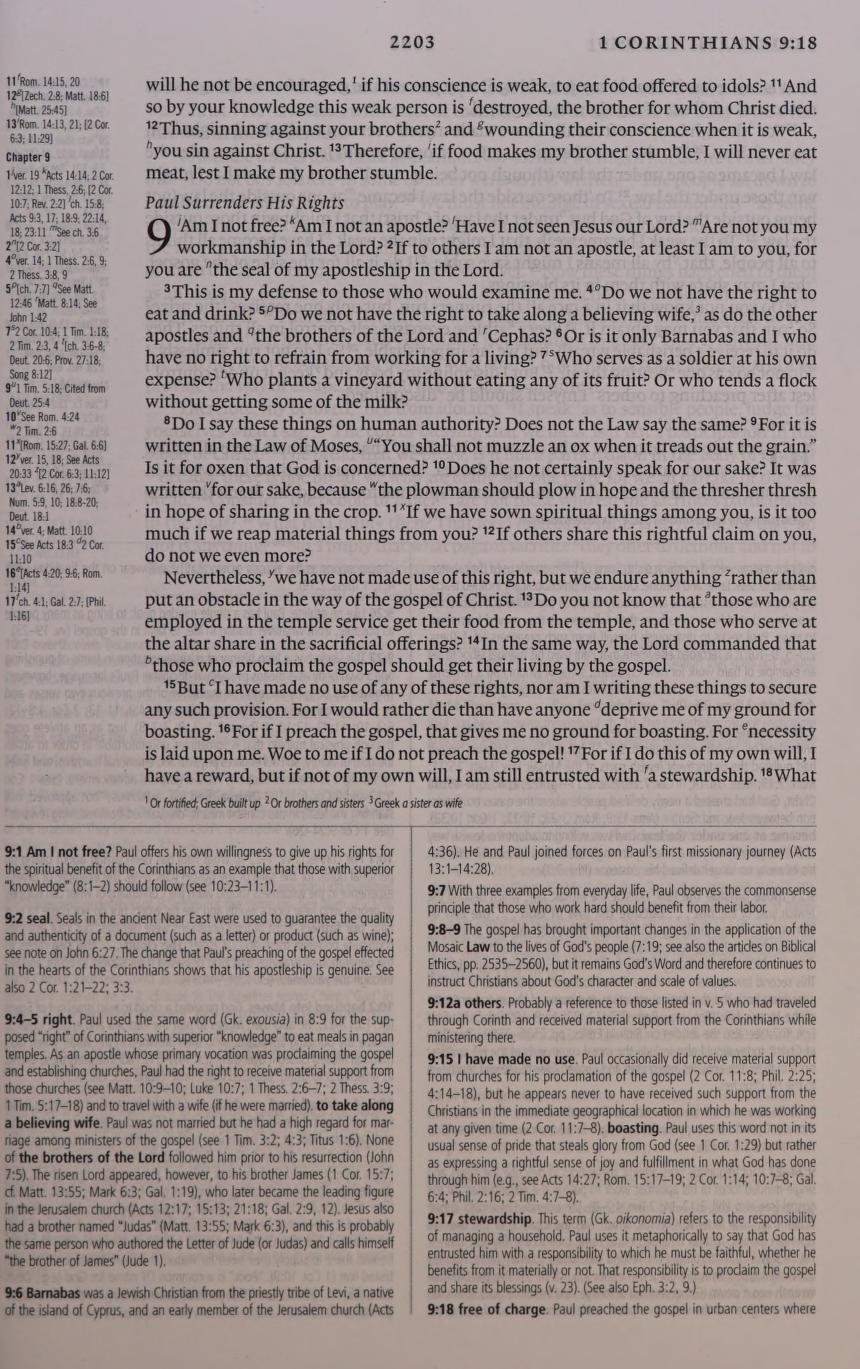 2203
1 CORINTHIANS 9:18
11 f Rom. 14:15, 20
12 g [Zech. 2:8; Matt. 18:6]
h [Matt. 25:45]
13 i Rom. 14:13, 21; [2 Cor.
6:3; 11:29]
Chapter 9
1 j ver. 19 k Acts 14:14; 2 Cor.
12:12; 1 Thess. 2:6; [2 Cor.
10:7; Rev. 2:2] l ch. 15:8;
Acts 9:3, 17; 18:9; 22:14,
18; 23:11 m See ch. 3:6
2 n [2 Cor. 3:2]
4 o ver. 14; 1 Thess. 2:6, 9;
2 Thess. 3:8, 9
5 p [ch. 7:7] q See Matt.
12:46 r Matt. 8:14; See
John 1:42
7 s 2 Cor. 10:4; 1 Tim. 1:18;
2 Tim. 2:3, 4 t [ch. 3:6-8;
Deut. 20:6; Prov. 27:18;
Song 8:12]
9 u 1 Tim. 5:18; Cited from
Deut. 25:4
10 v See Rom. 4:24
w 2 Tim. 2:6
11 x [Rom. 15:27; Gal. 6:6]
12 y ver. 15, 18; See Acts
20:33 z [2 Cor. 6:3; 11:12]
13 a Lev. 6:16, 26; 7:6;
Num. 5:9, 10; 18:8-20;
Deut. 18:1
14 b ver. 4; Matt. 10:10
15 c See Acts 18:3 d 2 Cor.
11:10
16 e [Acts 4:20; 9:6; Rom.
1:14]
17 f ch. 4:1; Gal. 2:7; [Phil.
1:16]
will he not be encouraged,¹ if his conscience is weak, to eat food offered to idols? 11 And
so by your knowledge this weak person is f destroyed, the brother for whom Christ died.
12 Thus, sinning against your brothers² and g wounding their conscience when it is weak,
h you sin against Christ. 13 Therefore, i if food makes my brother stumble, I will never eat
meat, lest I make my brother stumble.
Paul Surrenders His Rights
9 j Am I not free? k Am I not an apostle? l Have I not seen Jesus our Lord? m Are not you my
workmanship in the Lord? 2 If to others I am not an apostle, at least I am to you, for
you are n the seal of my apostleship in the Lord.
3 This is my defense to those who would examine me. 4 o Do we not have the right to
eat and drink? 5 p Do we not have the right to take along a believing wife,³ as do the other
apostles and q the brothers of the Lord and r Cephas? 6 Or is it only Barnabas and I who
have no right to refrain from working for a living? 7 s Who serves as a soldier at his own
expense? t Who plants a vineyard without eating any of its fruit? Or who tends a flock
without getting some of the milk?
8 Do I say these things on human authority? Does not the Law say the same? 9 For it is
written in the Law of Moses, u “You shall not muzzle an ox when it treads out the grain.”
Is it for oxen that God is concerned? 10 Does he not certainly speak for our sake? It was
written v for our sake, because w the plowman should plow in hope and the thresher thresh
in hope of sharing in the crop. 11 x If we have sown spiritual things among you, is it too
much if we reap material things from you? 12 If others share this rightful claim on you,
do not we even more?
Nevertheless, y we have not made use of this right, but we endure anything z rather than
put an obstacle in the way of the gospel of Christ. 13 Do you not know that a those who are
employed in the temple service get their food from the temple, and those who serve at
the altar share in the sacrificial offerings? 14 In the same way, the Lord commanded that
b those who proclaim the gospel should get their living by the gospel.
15 But c I have made no use of any of these rights, nor am I writing these things to secure
any such provision. For I would rather die than have anyone d deprive me of my ground for
boasting. 16 For if I preach the gospel, that gives me no ground for boasting. For e necessity
is laid upon me. Woe to me if I do not preach the gospel! 17 For if I do this of my own will, I
have a reward, but if not of my own will, I am still entrusted with f a stewardship. 18 What
1 Or fortified; Greek built up 2 Or brothers and sisters 3 Greek a sister as wife
9:1 Am I not free? Paul offers his own willingness to give up his rights for
the spiritual benefit of the Corinthians as an example that those with superior
“knowledge” (8:1–2) should follow (see 10:23–11:1).
9:2 seal. Seals in the ancient Near East were used to guarantee the quality
and authenticity of a document (such as a letter) or product (such as wine);
see note on John 6:27. The change that Paul's preaching of the gospel effected
in the hearts of the Corinthians shows that his apostleship is genuine. See
also 2 Cor. 1:21–22; 3:3.
9:4–5 right. Paul used the same word (Gk. exousia) in 8:9 for the sup-
posed “right” of Corinthians with superior “knowledge” to eat meals in pagan
temples. As an apostle whose primary vocation was proclaiming the gospel
and establishing churches, Paul had the right to receive material support from
those churches (see Matt. 10:9–10; Luke 10:7; 1 Thess. 2:6–7; 2 Thess. 3:9;
1 Tim. 5:17–18) and to travel with a wife (if he were married). to take along
a believing wife. Paul was not married but he had a high regard for mar-
riage among ministers of the gospel (see 1 Tim. 3:2; 4:3; Titus 1:6). None
of the brothers of the Lord followed him prior to his resurrection (John
7:5). The risen Lord appeared, however, to his brother James (1 Cor. 15:7;
cf. Matt. 13:55; Mark 6:3; Gal. 1:19), who later became the leading figure
in the Jerusalem church (Acts 12:17; 15:13; 21:18; Gal. 2:9, 12). Jesus also
had a brother named “Judas” (Matt. 13:55; Mark 6:3), and this is probably
the same person who authored the Letter of Jude (or Judas) and calls himself
“the brother of James” (Jude 1).
9:6 Barnabas was a Jewish Christian from the priestly tribe of Levi, a native
of the island of Cyprus, and an early member of the Jerusalem church (Acts
4:36). He and Paul joined forces on Paul's first missionary journey (Acts
13:1–14:28).
9:7 With three examples from everyday life, Paul observes the commonsense
principle that those who work hard should benefit from their labor.
9:8–9 The gospel has brought important changes in the application of the
Mosaic Law to the lives of God's people (7:19; see also the articles on Biblical
Ethics, pp. 2535–2560), but it remains God's Word and therefore continues to
instruct Christians about God's character and scale of values.
9:12a others. Probably a reference to those listed in v. 5 who had traveled
through Corinth and received material support from the Corinthians while
ministering there.
9:15 I have made no use. Paul occasionally did receive material support
from churches for his proclamation of the gospel (2 Cor. 11:8; Phil. 2:25;
4:14–18), but he appears never to have received such support from the
Christians in the immediate geographical location in which he was working
at any given time (2 Cor. 11:7–8). boasting. Paul uses this word not in its
usual sense of pride that steals glory from God (see 1 Cor. 1:29) but rather
as expressing a rightful sense of joy and fulfillment in what God has done
through him (e.g., see Acts 14:27; Rom. 15:17–19; 2 Cor. 1:14; 10:7–8; Gal.
6:4; Phil. 2:16; 2 Tim. 4:7–8).
9:17 stewardship. This term (Gk. oikonomia) refers to the responsibility
of managing a household. Paul uses it metaphorically to say that God has
entrusted him with a responsibility to which he must be faithful, whether he
benefits from it materially or not. That responsibility is to proclaim the gospel
and share its blessings (v. 23). (See also Eph. 3:2, 9.)
9:18 free of charge. Paul preached the gospel in urban centers where